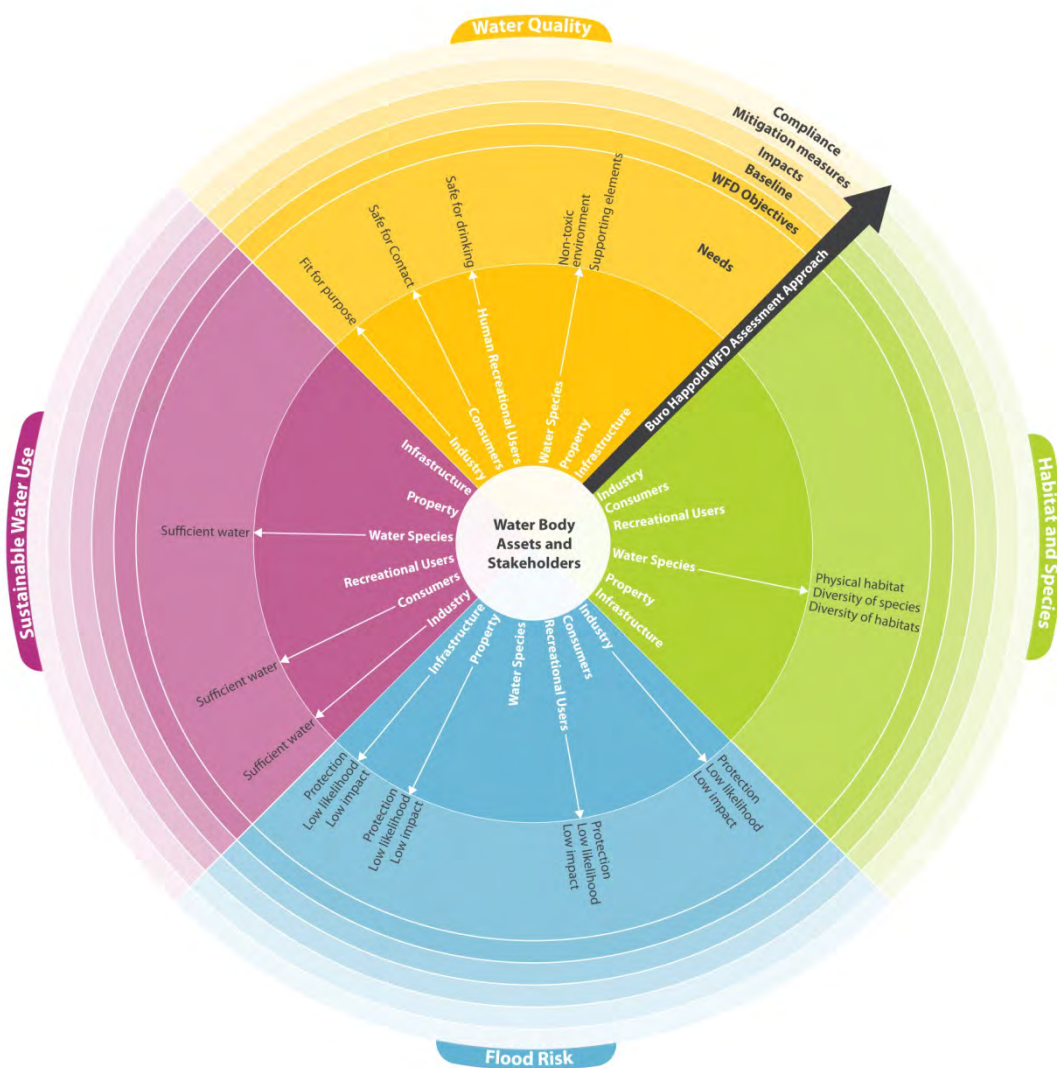 Water Quality
Compliance
Mitigation measures
Impacts
Baseline
WFD Objectives
Needs
Buro Happold WFD Assessment Approach
Fit for purpose
Safe for Contact
Safe for drinking
Non-toxic
environment
Supporting elements
Industry
Consumers
Human Recreational Users
Water Species
Property
Infrastructure
Habitat and Species
Industry
Consumers
Recreational Users
Water Species
Property
Infrastructure
Physical habitat
Diversity of species
Diversity of habitats
Water Body
Assets and
Stakeholders
Sustainable Water Use
Infrastructure
Property
Water Species
Recreational Users
Consumers
Industry
Sufficient water
Sufficient water
Sufficient water
Flood Risk
Infrastructure
Property
Water Species
Recreational Users
Consumers
Industry
Protection
Low likelihood
Low impact
Protection
Low likelihood
Low impact
Protection
Low likelihood
Low impact
Protection
Low likelihood
Low impact